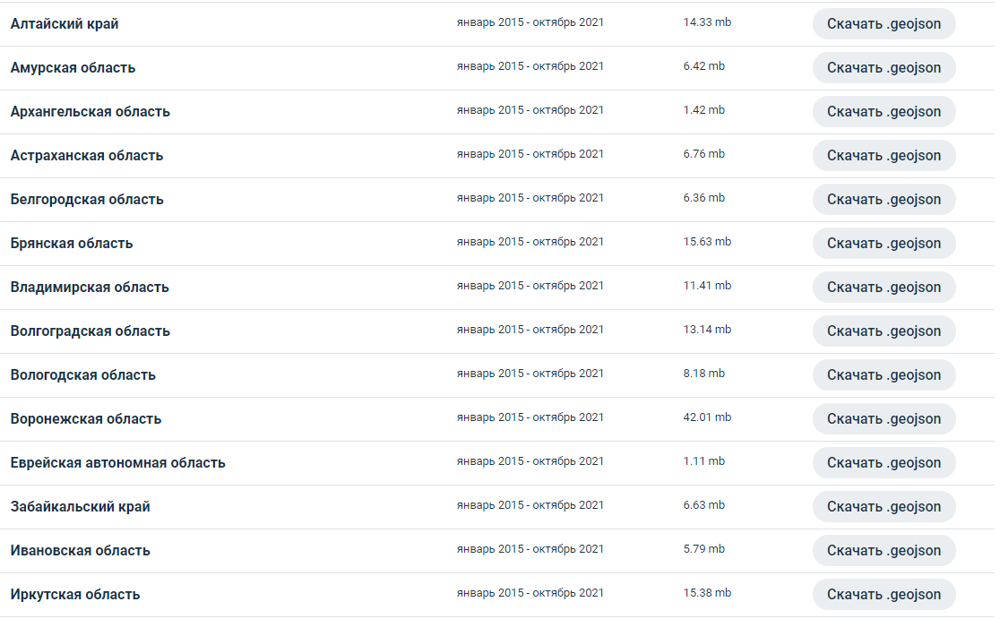 Алтайский край январь 2015 - октябрь 2021 14.33 mb Скачать .geojson
Амурская область январь 2015 - октябрь 2021 6.42 mb Скачать .geojson
Архангельская область январь 2015 - октябрь 2021 1.42 mb Скачать .geojson
Астраханская область январь 2015 - октябрь 2021 6.76 mb Скачать .geojson
Белгородская область январь 2015 - октябрь 2021 6.36 mb Скачать .geojson
Брянская область январь 2015 - октябрь 2021 15.63 mb Скачать .geojson
Владимирская область январь 2015 - октябрь 2021 11.41 mb Скачать .geojson
Волгоградская область январь 2015 - октябрь 2021 13.14 mb Скачать .geojson
Вологодская область январь 2015 - октябрь 2021 8.18 mb Скачать .geojson
Воронежская область январь 2015 - октябрь 2021 42.01 mb Скачать .geojson
Еврейская автономная область январь 2015 - октябрь 2021 1.11 mb Скачать .geojson
Забайкальский край январь 2015 - октябрь 2021 6.63 mb Скачать .geojson
Ивановская область январь 2015 - октябрь 2021 5.79 mb Скачать .geojson
Иркутская область январь 2015 - октябрь 2021 15.38 mb Скачать .geojson